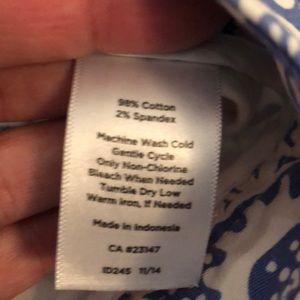 98% Cotton
2% Spandex
Machine Wash Cold
Gentle Cycle
Only Non-Chlorine
Bleach When Needed
Tumble Dry Low
Warm Iron, If Needed
Made in Indonesia
CA #23147
ID245 11/14